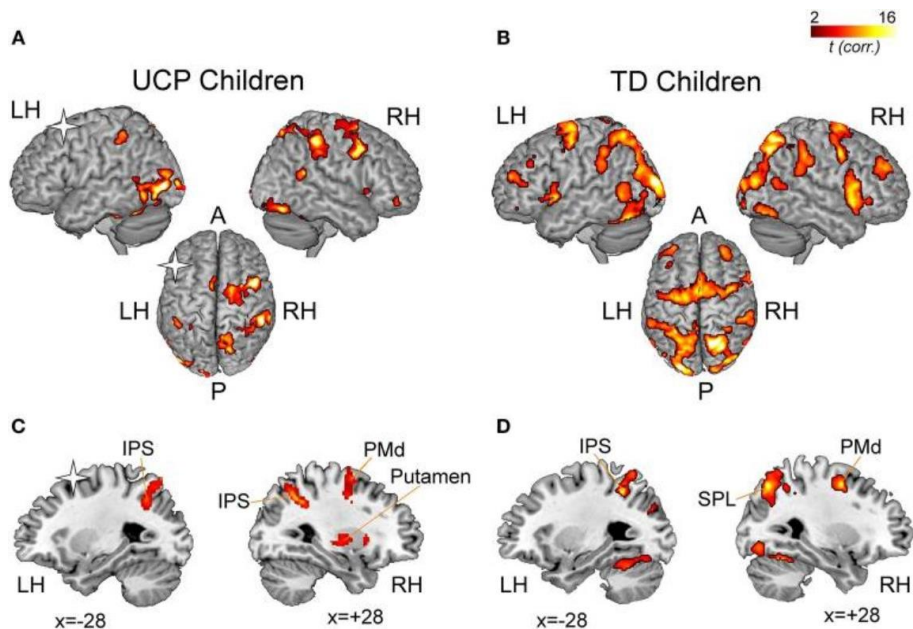 A
B
2 16
t (corr.)
UCP Children
TD Children
LH
RH
LH
RH
A
A
LH
RH
LH
RH
P
P
C
D
IPS
PMd
IPS
PMd
Putamen
IPS
SPL
LH
RH
LH
RH
x=-28
x=+28
x=-28
x=+28